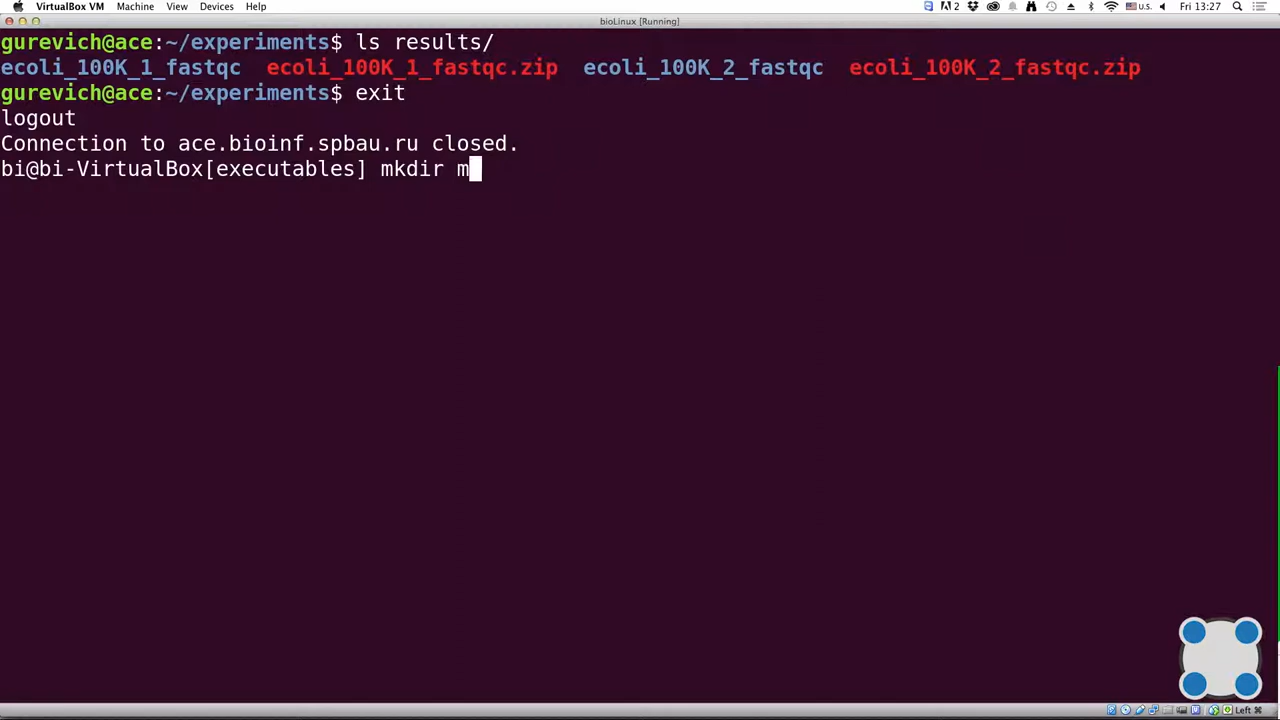 VirtualBox VM Machine View Devices Help
2 U.S. Fri 13:27
bioLinux [Running]
gurevich@ace:~/experiments$ ls results/
ecoli_100K_1_fastqc ecoli_100K_1_fastqc.zip ecoli_100K_2_fastqc ecoli_100K_2_fastqc.zip
gurevich@ace:~/experiments$ exit
logout
Connection to ace.bioinf.spbau.ru closed.
bi@bi-VirtualBox[executables] mkdir m
Left ⌘